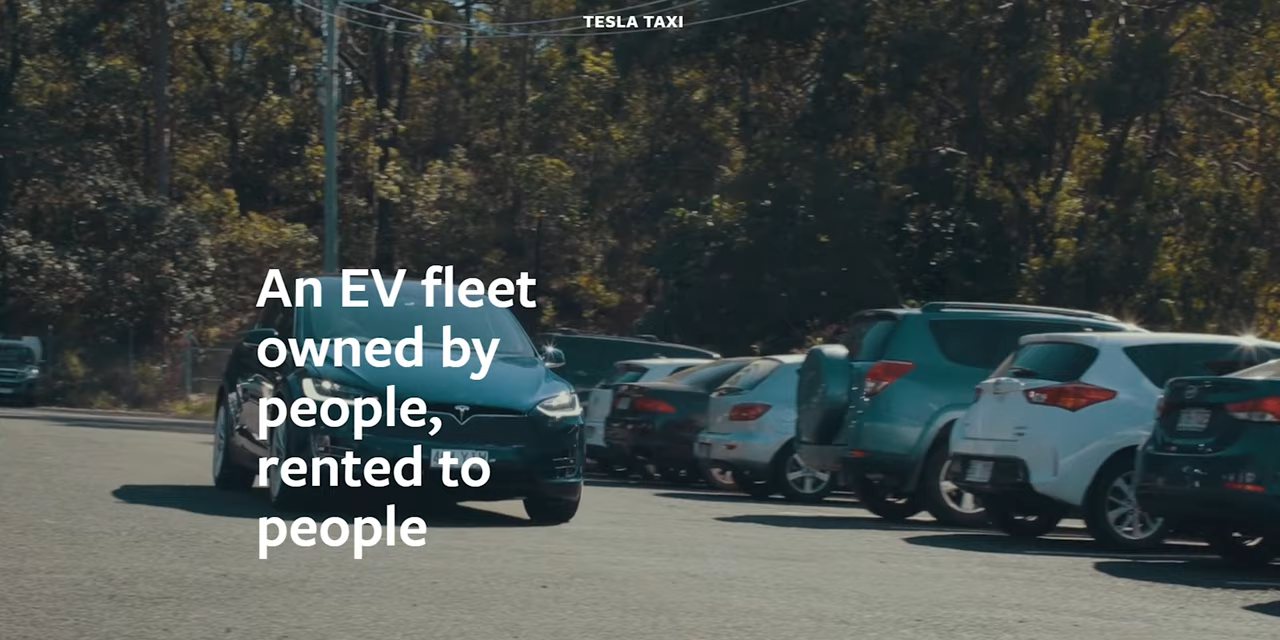 TESLA TAXI
An EV fleet
owned by
people,
rented to
people